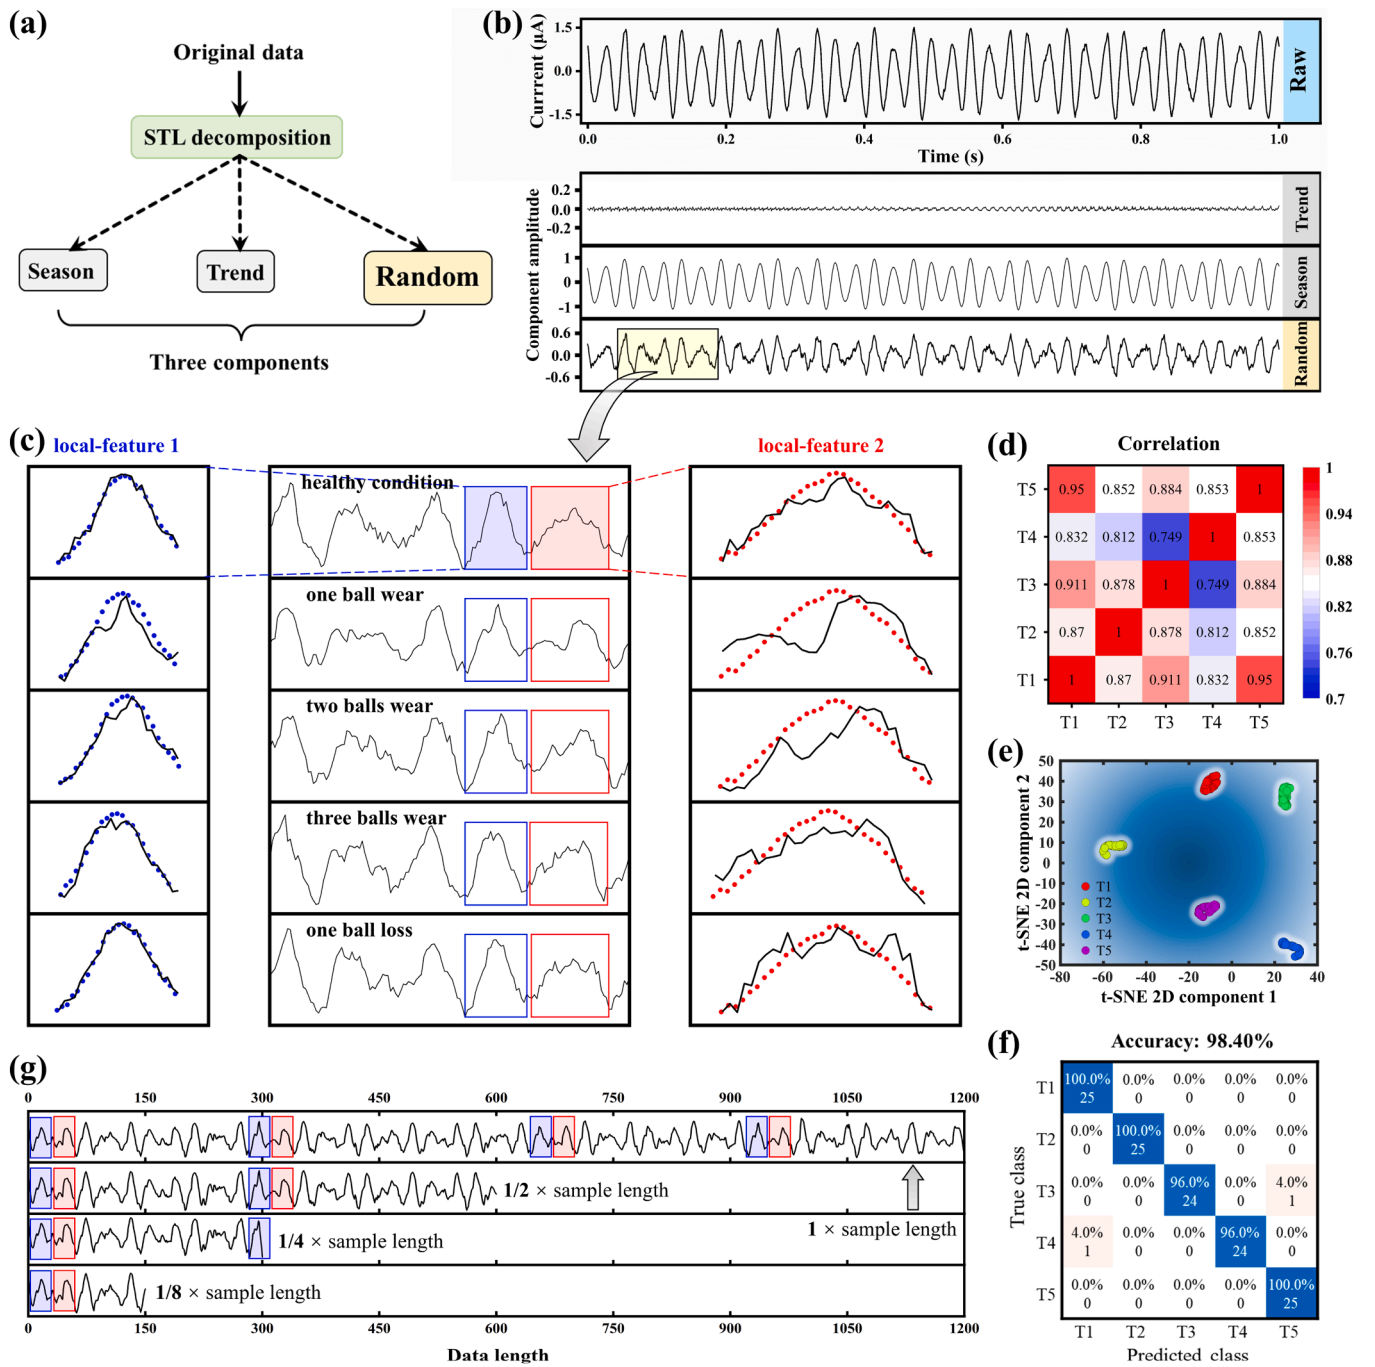 (a)
Original data
STL decomposition
Season
Trend
Random
Three components
(b)
Currrent (μA)
1.5
0.0
-1.5
Raw
0.0 0.2 0.4 0.6 0.8 1.0
Time (s)
Component amplitude
0.2
0.0
-0.2
Trend
1
0
-1
Season
0.6
0.0
-0.6
Random
(c)
local-feature 1
local-feature 2
healthy condition
one ball wear
two balls wear
three balls wear
one ball loss
(d)
Correlation
T5 0.95 0.852 0.884 0.853 1
T4 0.832 0.812 0.749 1 0.853
T3 0.911 0.878 1 0.749 0.884
T2 0.87 1 0.878 0.812 0.852
T1 1 0.87 0.911 0.832 0.95
T1 T2 T3 T4 T5
1
0.94
0.88
0.82
0.76
0.7
(e)
t-SNE 2D component 2
50
40
30
20
10
0
-10
-20
-30
-40
-50
T1
T2
T3
T4
T5
-80 -60 -40 -20 0 20 40
t-SNE 2D component 1
(f)
Accuracy: 98.40%
True class
T1 100.0% 0.0% 0.0% 0.0% 0.0%
25 0 0 0 0
T2 0.0% 100.0% 0.0% 0.0% 0.0%
0 25 0 0 0
T3 0.0% 0.0% 96.0% 0.0% 4.0%
0 0 24 0 1
T4 4.0% 0.0% 0.0% 96.0% 0.0%
1 0 0 24 0
T5 0.0% 0.0% 0.0% 0.0% 100.0%
0 0 0 0 25
T1 T2 T3 T4 T5
Predicted class
(g)
0 150 300 450 600 750 900 1050 1200
1/2 × sample length
1 × sample length
1/4 × sample length
1/8 × sample length
0 150 300 450 600 750 900 1050 1200
Data length